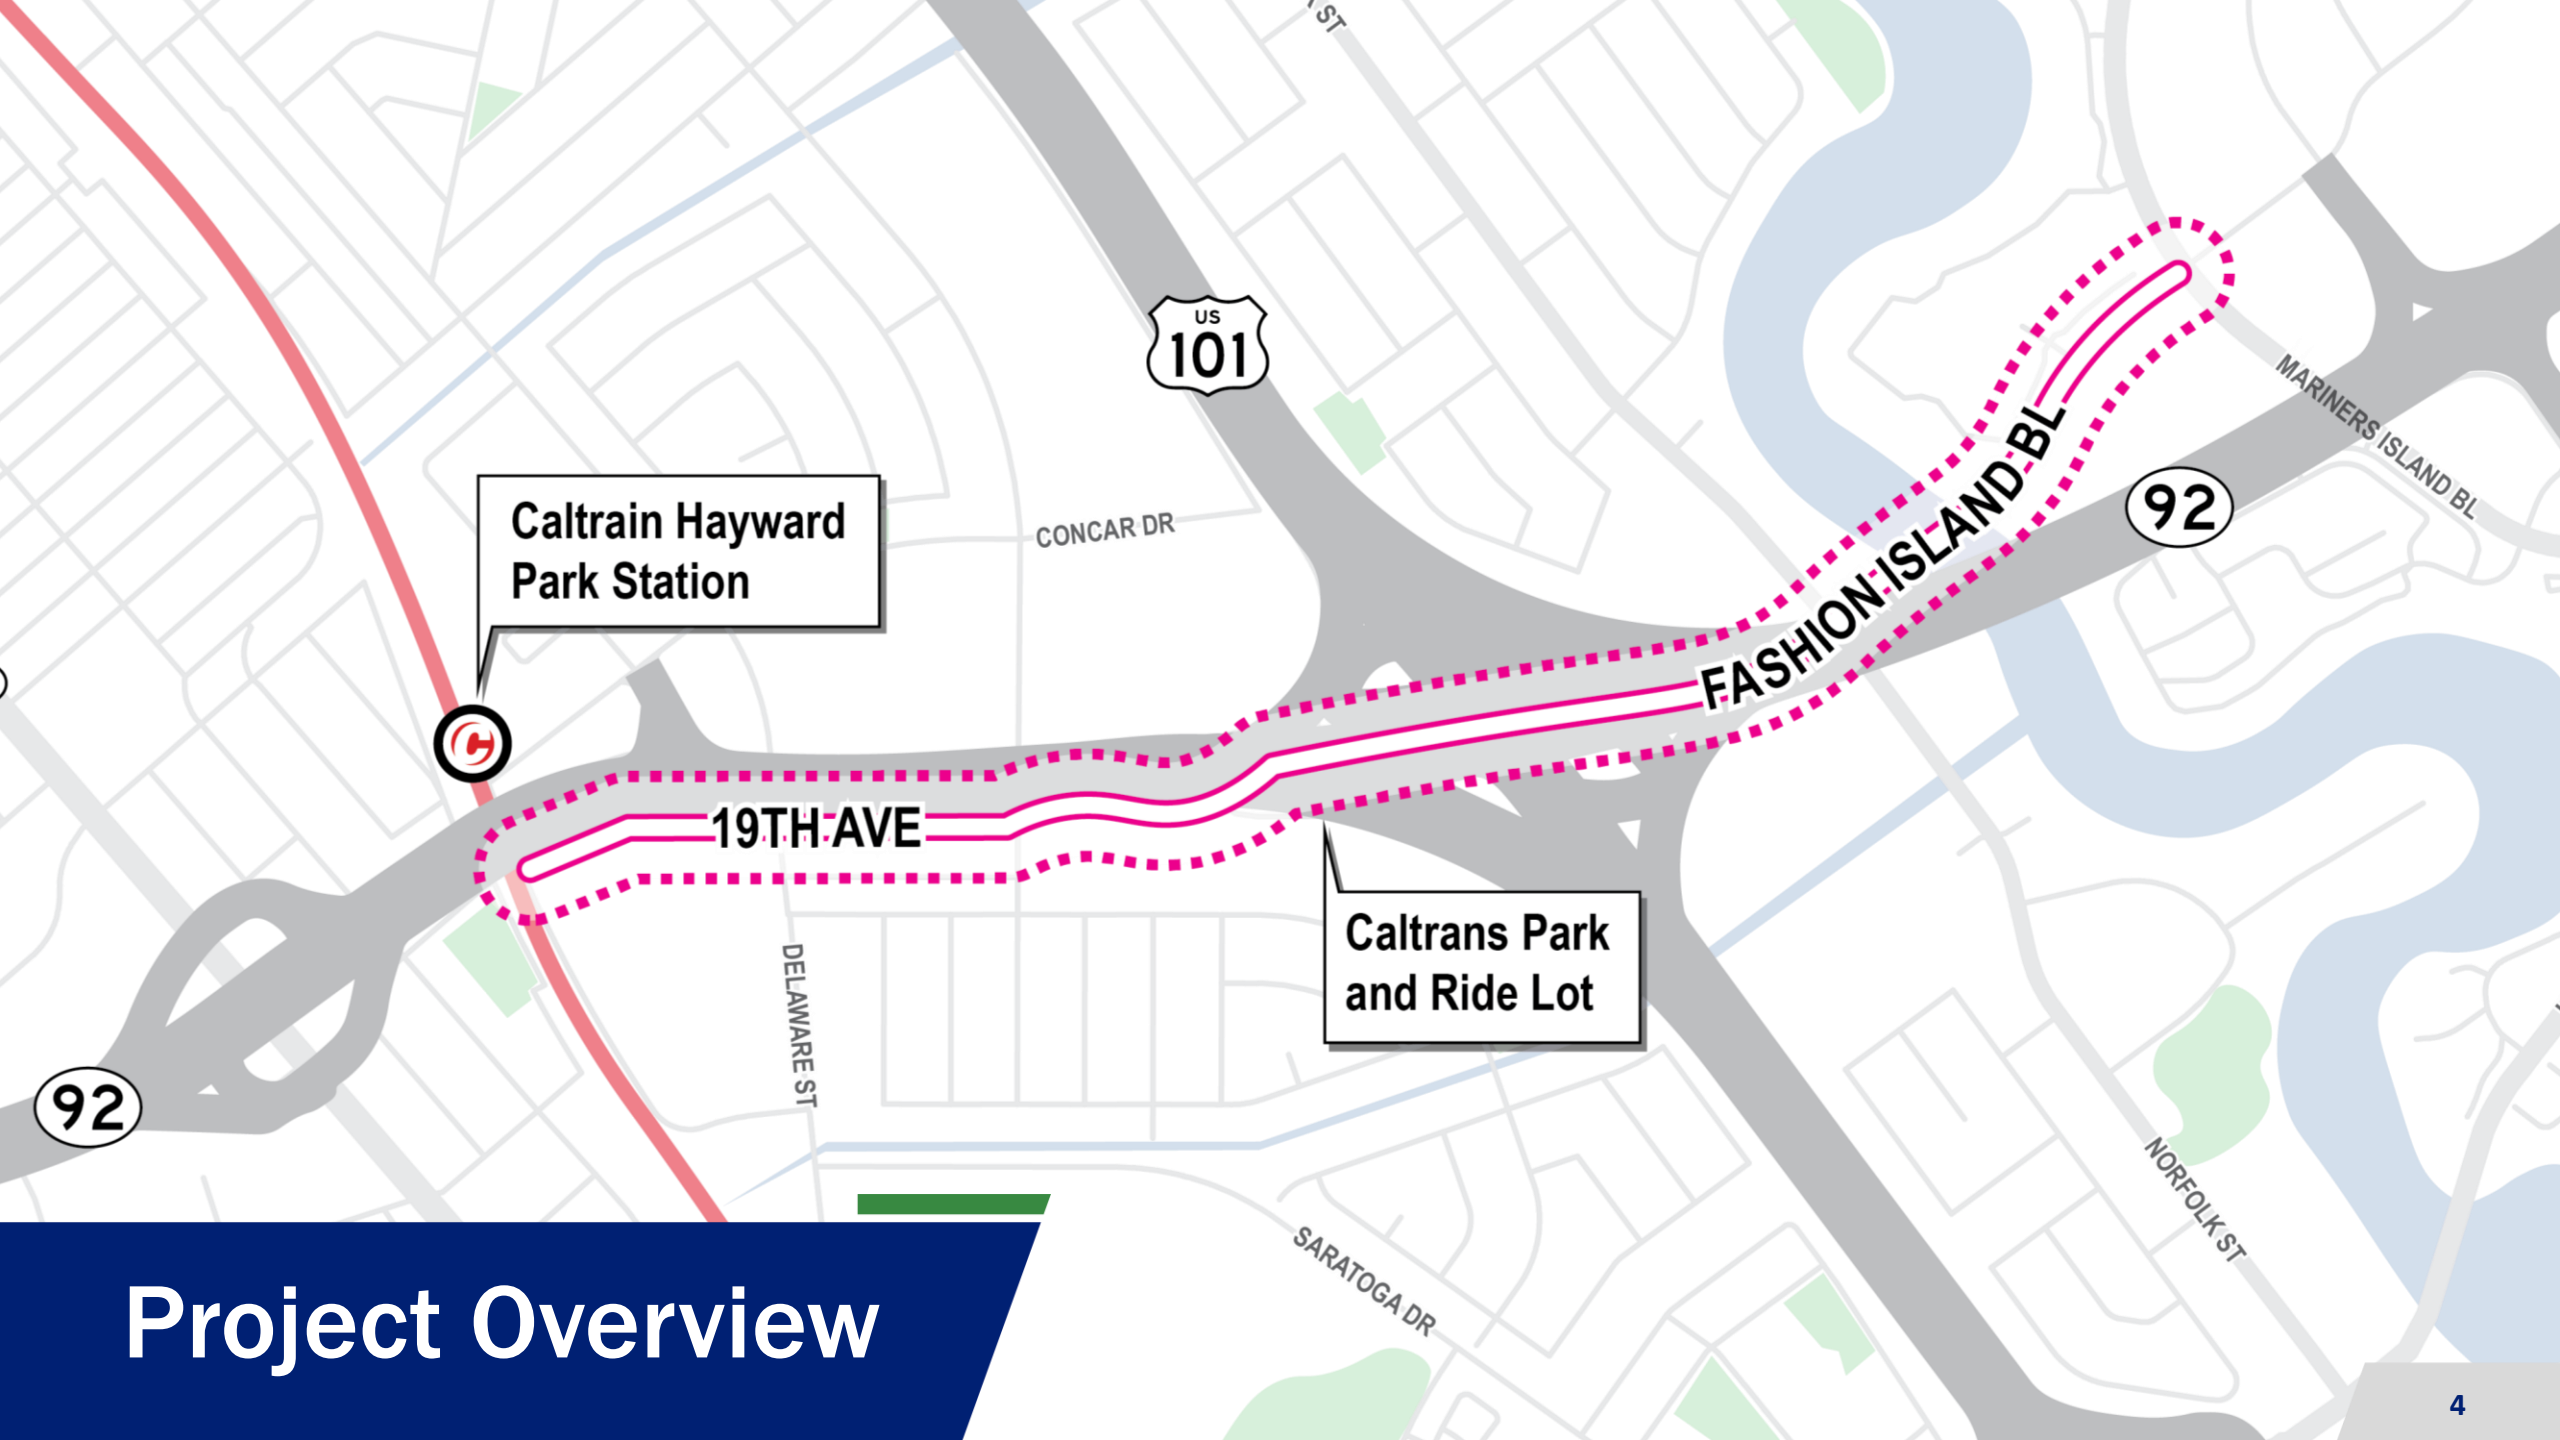 ST
US
101
MARINERS ISLAND BL
FASHION ISLAND BL
92
Caltrain Hayward
Park Station
CONCAR DR
C
19TH AVE
Caltrans Park
and Ride Lot
DELAWARE ST
92
NORFOLK ST
SARATOGA DR
Project Overview
4